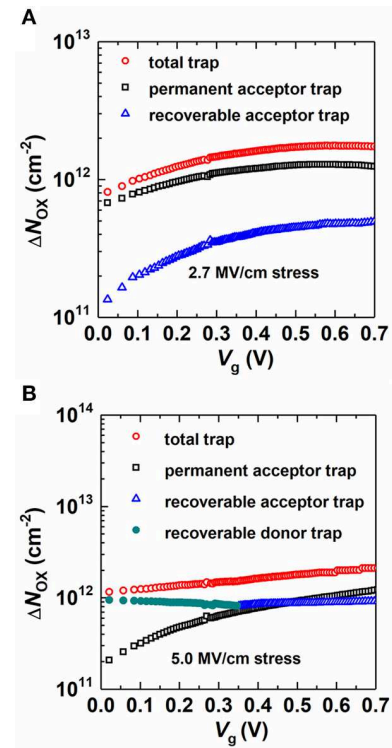 A
10^13
total trap
permanent acceptor trap
recoverable acceptor trap
ΔN_OX (cm^-2)
10^12
2.7 MV/cm stress
10^11
0.0 0.1 0.2 0.3 0.4 0.5 0.6 0.7
V_g (V)
B
10^14
total trap
permanent acceptor trap
recoverable acceptor trap
recoverable donor trap
10^13
ΔN_OX (cm^-2)
10^12
5.0 MV/cm stress
10^11
0.0 0.1 0.2 0.3 0.4 0.5 0.6 0.7
V_g (V)